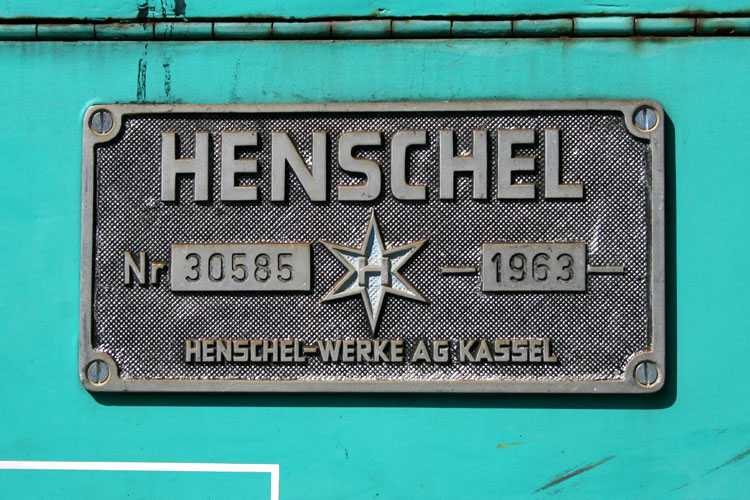 HENSCHEL
Nr 30585 H — 1963 —
HENSCHEL-WERKE AG KASSEL